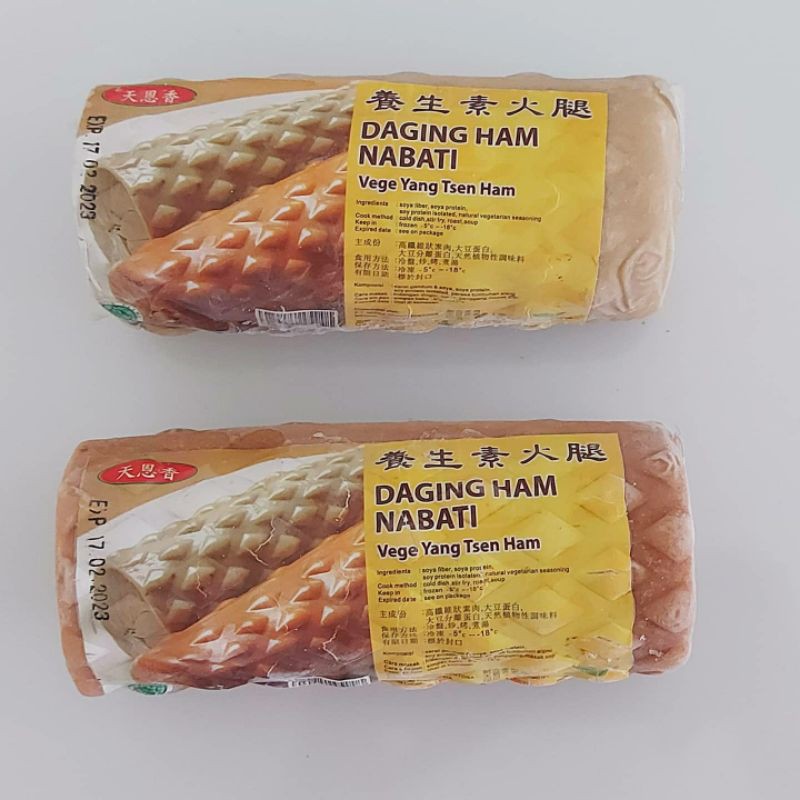 天恩香
EXP 17 02 2023
養生素火腿
DAGING HAM
NABATI
Vege Yang Tsen Ham
Ingredients : soya fiber, soya protein,
soy protein isolated, natural vegetarian seasoning
Cook method : cold dish, stir fry, roast, soup
Keep in : frozen -5°c ~ -18°c
Expired date : see on package
主成份 : 高纖維狀素肉,大豆蛋白,
大豆分離蛋白,天然植物性調味料
食用方法 : 冷盤,炒,烤,煮湯
保存方法 : 冷凍 -5°c ~ -18°c
有限日期 : 標於封口
Komposisi : serat gandum & soya, soya protein,
天恩香
EXP 17.02.2023
養生素火腿
DAGING HAM
NABATI
Vege Yang Tsen Ham
Ingredients : soya fiber, soya protein,
soy protein isolated, natural vegetarian seasoning
Cook method : cold dish, stir fry, roast, soup
Keep in : frozen -5°c ~ -18°c
Expired date : see on package
主成份 : 高纖維狀素肉,大豆蛋白,
大豆分離蛋白,天然植物性調味料
食用方法 : 冷盤,炒,烤,煮湯
保存方法 : 冷凍 -5°c ~ -18°c
有限日期 : 標於封口
Komposisi